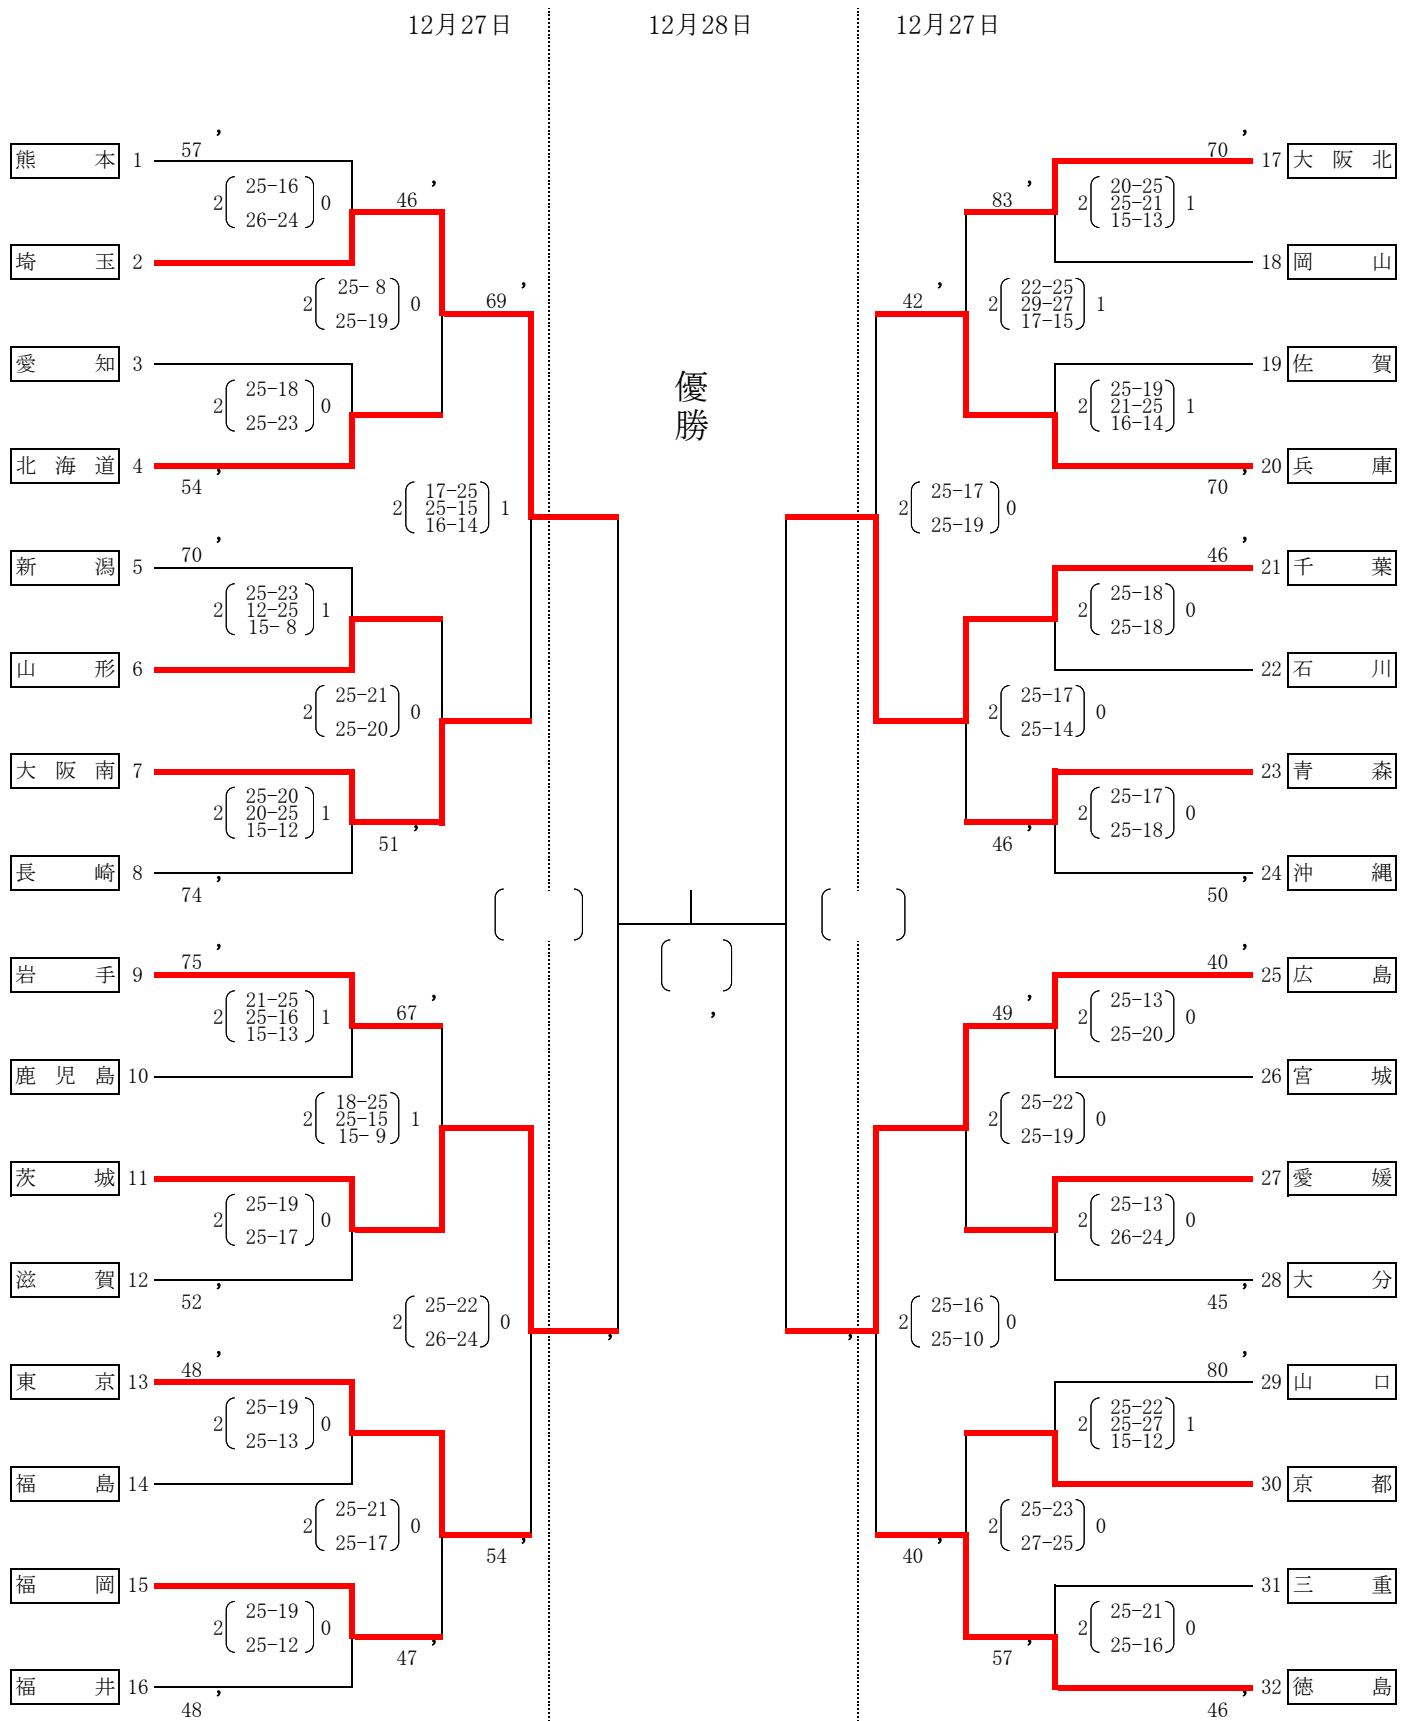 12月27日 12月28日 12月27日
57 ’ 70 ’
熊本 1 17 大阪北
2 25-16 0 46 ’ 83 ’ 2 20-25 1
25-21
26-24 15-13
埼玉 2 18 岡山
2 25- 8 0 69 ’ 42 ’ 2 22-25 1
29-27
25-19 17-15
愛知 3 19 佐賀
2 25-18 0 2 25-19 1
21-25
25-23 16-14
優
勝
北海道 4 20 兵庫
54 ’ 70 ’
2 17-25 1 2 25-17 0
25-15
16-14 25-19
70 ’ 46 ’
新潟 5 21 千葉
2 25-23 1 2 25-18 0
12-25
15- 8 25-18
山形 6 22 石川
2 25-21 0 2 25-17 0
25-20 25-14
大阪南 7 23 青森
2 25-20 1 2 25-17 0
20-25
15-12 25-18
51 ’ 46 ’
長崎 8 24 沖縄
74 ’ 50 ’
75 ’ 40 ’
岩手 9 25 広島
2 21-25 1 67 ’ 49 ’ 2 25-13 0
25-16
15-13 25-20
’
鹿児島 10 26 宮城
2 18-25 1 2 25-22 0
25-15
15- 9 25-19
茨城 11 27 愛媛
2 25-19 0 2 25-13 0
25-17 26-24
滋賀 12 28 大分
52 ’ 45 ’
2 25-22 0 2 25-16 0
26-24 25-10
’ ’
48 ’ 80 ’
東京 13 29 山口
2 25-19 0 2 25-22 1
25-27
25-13 15-12
福島 14 30 京都
2 25-21 0 2 25-23 0
25-17 27-25
54 ’ 40 ’
福岡 15 31 三重
2 25-19 0 2 25-21 0
25-12 25-16
47 ’ 57 ’
福井 16 32 徳島
48 ’ 46 ’